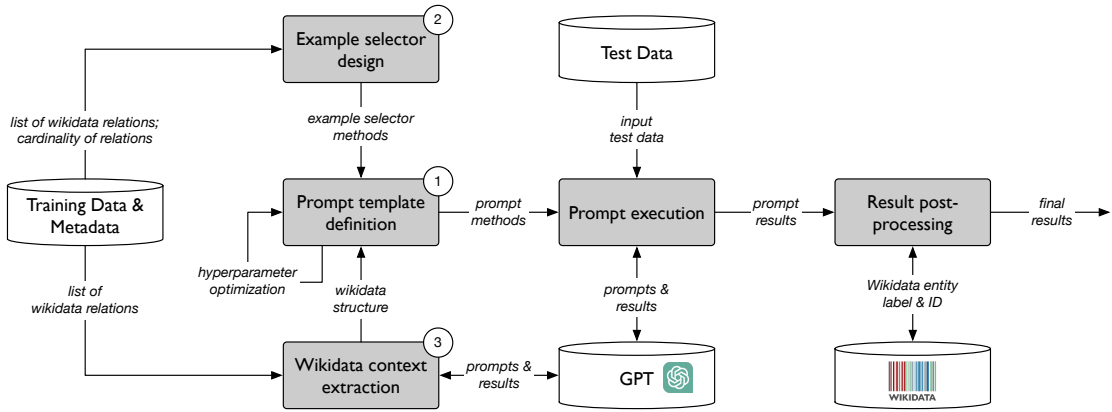 2
Example selector
design
Test Data
list of wikidata relations;
cardinality of relations
example selector
methods
input
test data
1
Training Data &
Metadata
Prompt template
definition
prompt
methods
Prompt execution
prompt
results
Result post-
processing
final
results
hyperparameter
optimization
list of
wikidata relations
wikidata
structure
prompts &
results
Wikidata entity
label & ID
3
Wikidata context
extraction
prompts &
results
GPT
WIKIDATA